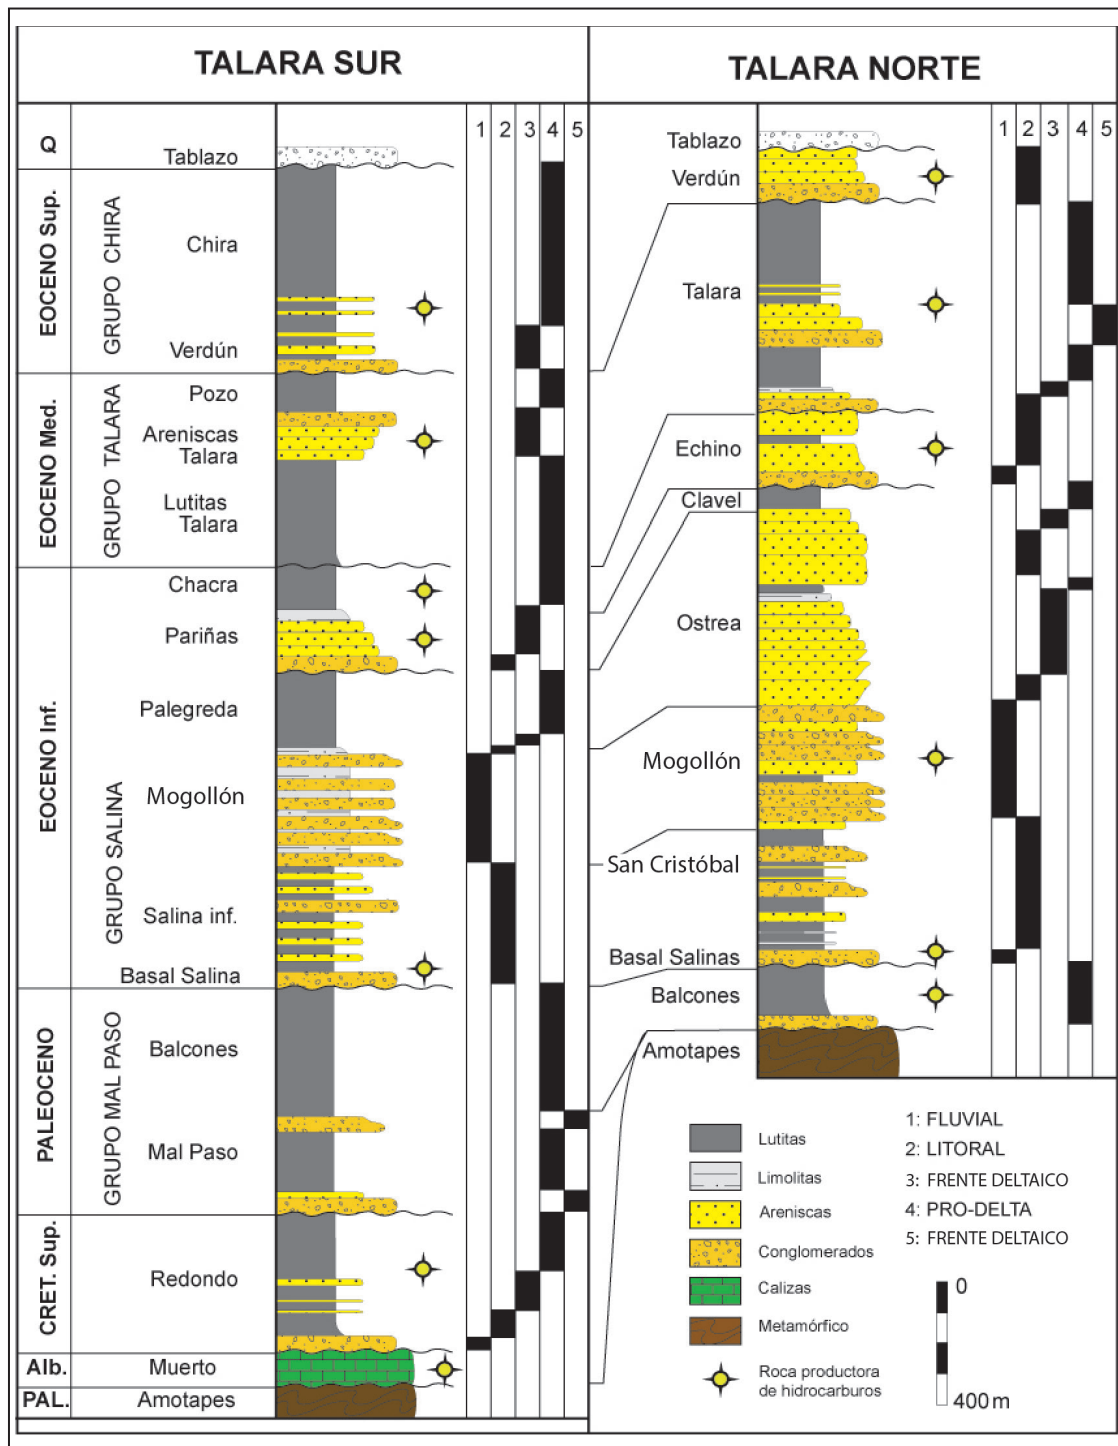 TALARA SUR
TALARA NORTE
1 2 3 4 5
Q
Tablazo
EOCENO Sup.
GRUPO CHIRA
Chira
Verdún
EOCENO Med.
GRUPO TALARA
Pozo
Areniscas
Talara
Lutitas
Talara
EOCENO Inf.
Chacra
Pariñas
Palegreda
GRUPO SALINA
Mogollón
Salina inf.
Basal Salina
PALEOCENO
GRUPO MAL PASO
Balcones
Mal Paso
CRET. Sup.
Redondo
Alb.
Muerto
PAL.
Amotapes
1 2 3 4 5
Tablazo
Verdún
Talara
Echino
Clavel
Ostrea
Mogollón
San Cristóbal
Basal Salinas
Balcones
Amotapes
Lutitas
Limolitas
Areniscas
Conglomerados
Calizas
Metamórfico
Roca productora
de hidrocarburos
1: FLUVIAL
2: LITORAL
3: FRENTE DELTAICO
4: PRO-DELTA
5: FRENTE DELTAICO
0
400 m